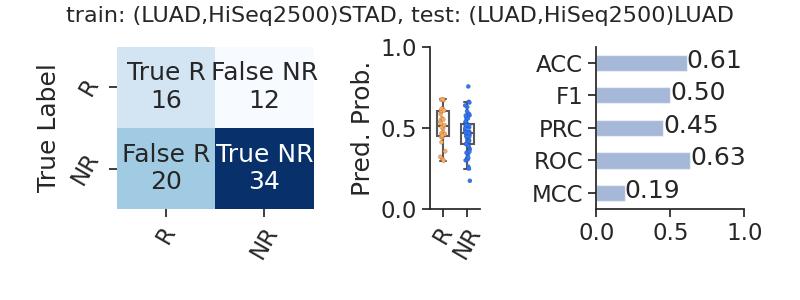 train: (LUAD,HiSeq2500)STAD, test: (LUAD,HiSeq2500)LUAD
True Label
R
NR
True R
16
False NR
12
False R
20
True NR
34
R
NR
Pred. Prob.
1.0
0.5
0.0
R
NR
ACC
0.61
F1
0.50
PRC
0.45
ROC
0.63
MCC
0.19
0.0
0.5
1.0